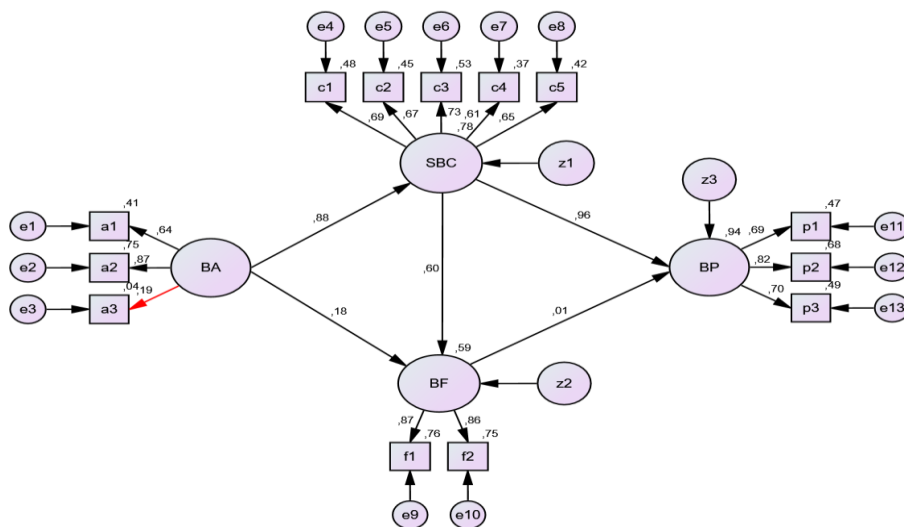 e4 e5 e6 e7 e8
,48 ,45 ,53 ,37 ,42
c1 c2 c3 c4 c5
,69 ,67 ,73 ,61 ,65
,78
SBC z1
z3
,41 ,47
e1 a1 ,64 ,88 ,96 ,94 ,69 p1 e11
,75 ,68
e2 a2 ,87 BA BP ,82 p2 e12
,04 ,19 ,60 ,70 ,49
e3 a3 p3 e13
,18 ,01
,59
BF z2
,87 ,86
,76 ,75
f1 f2
e9 e10